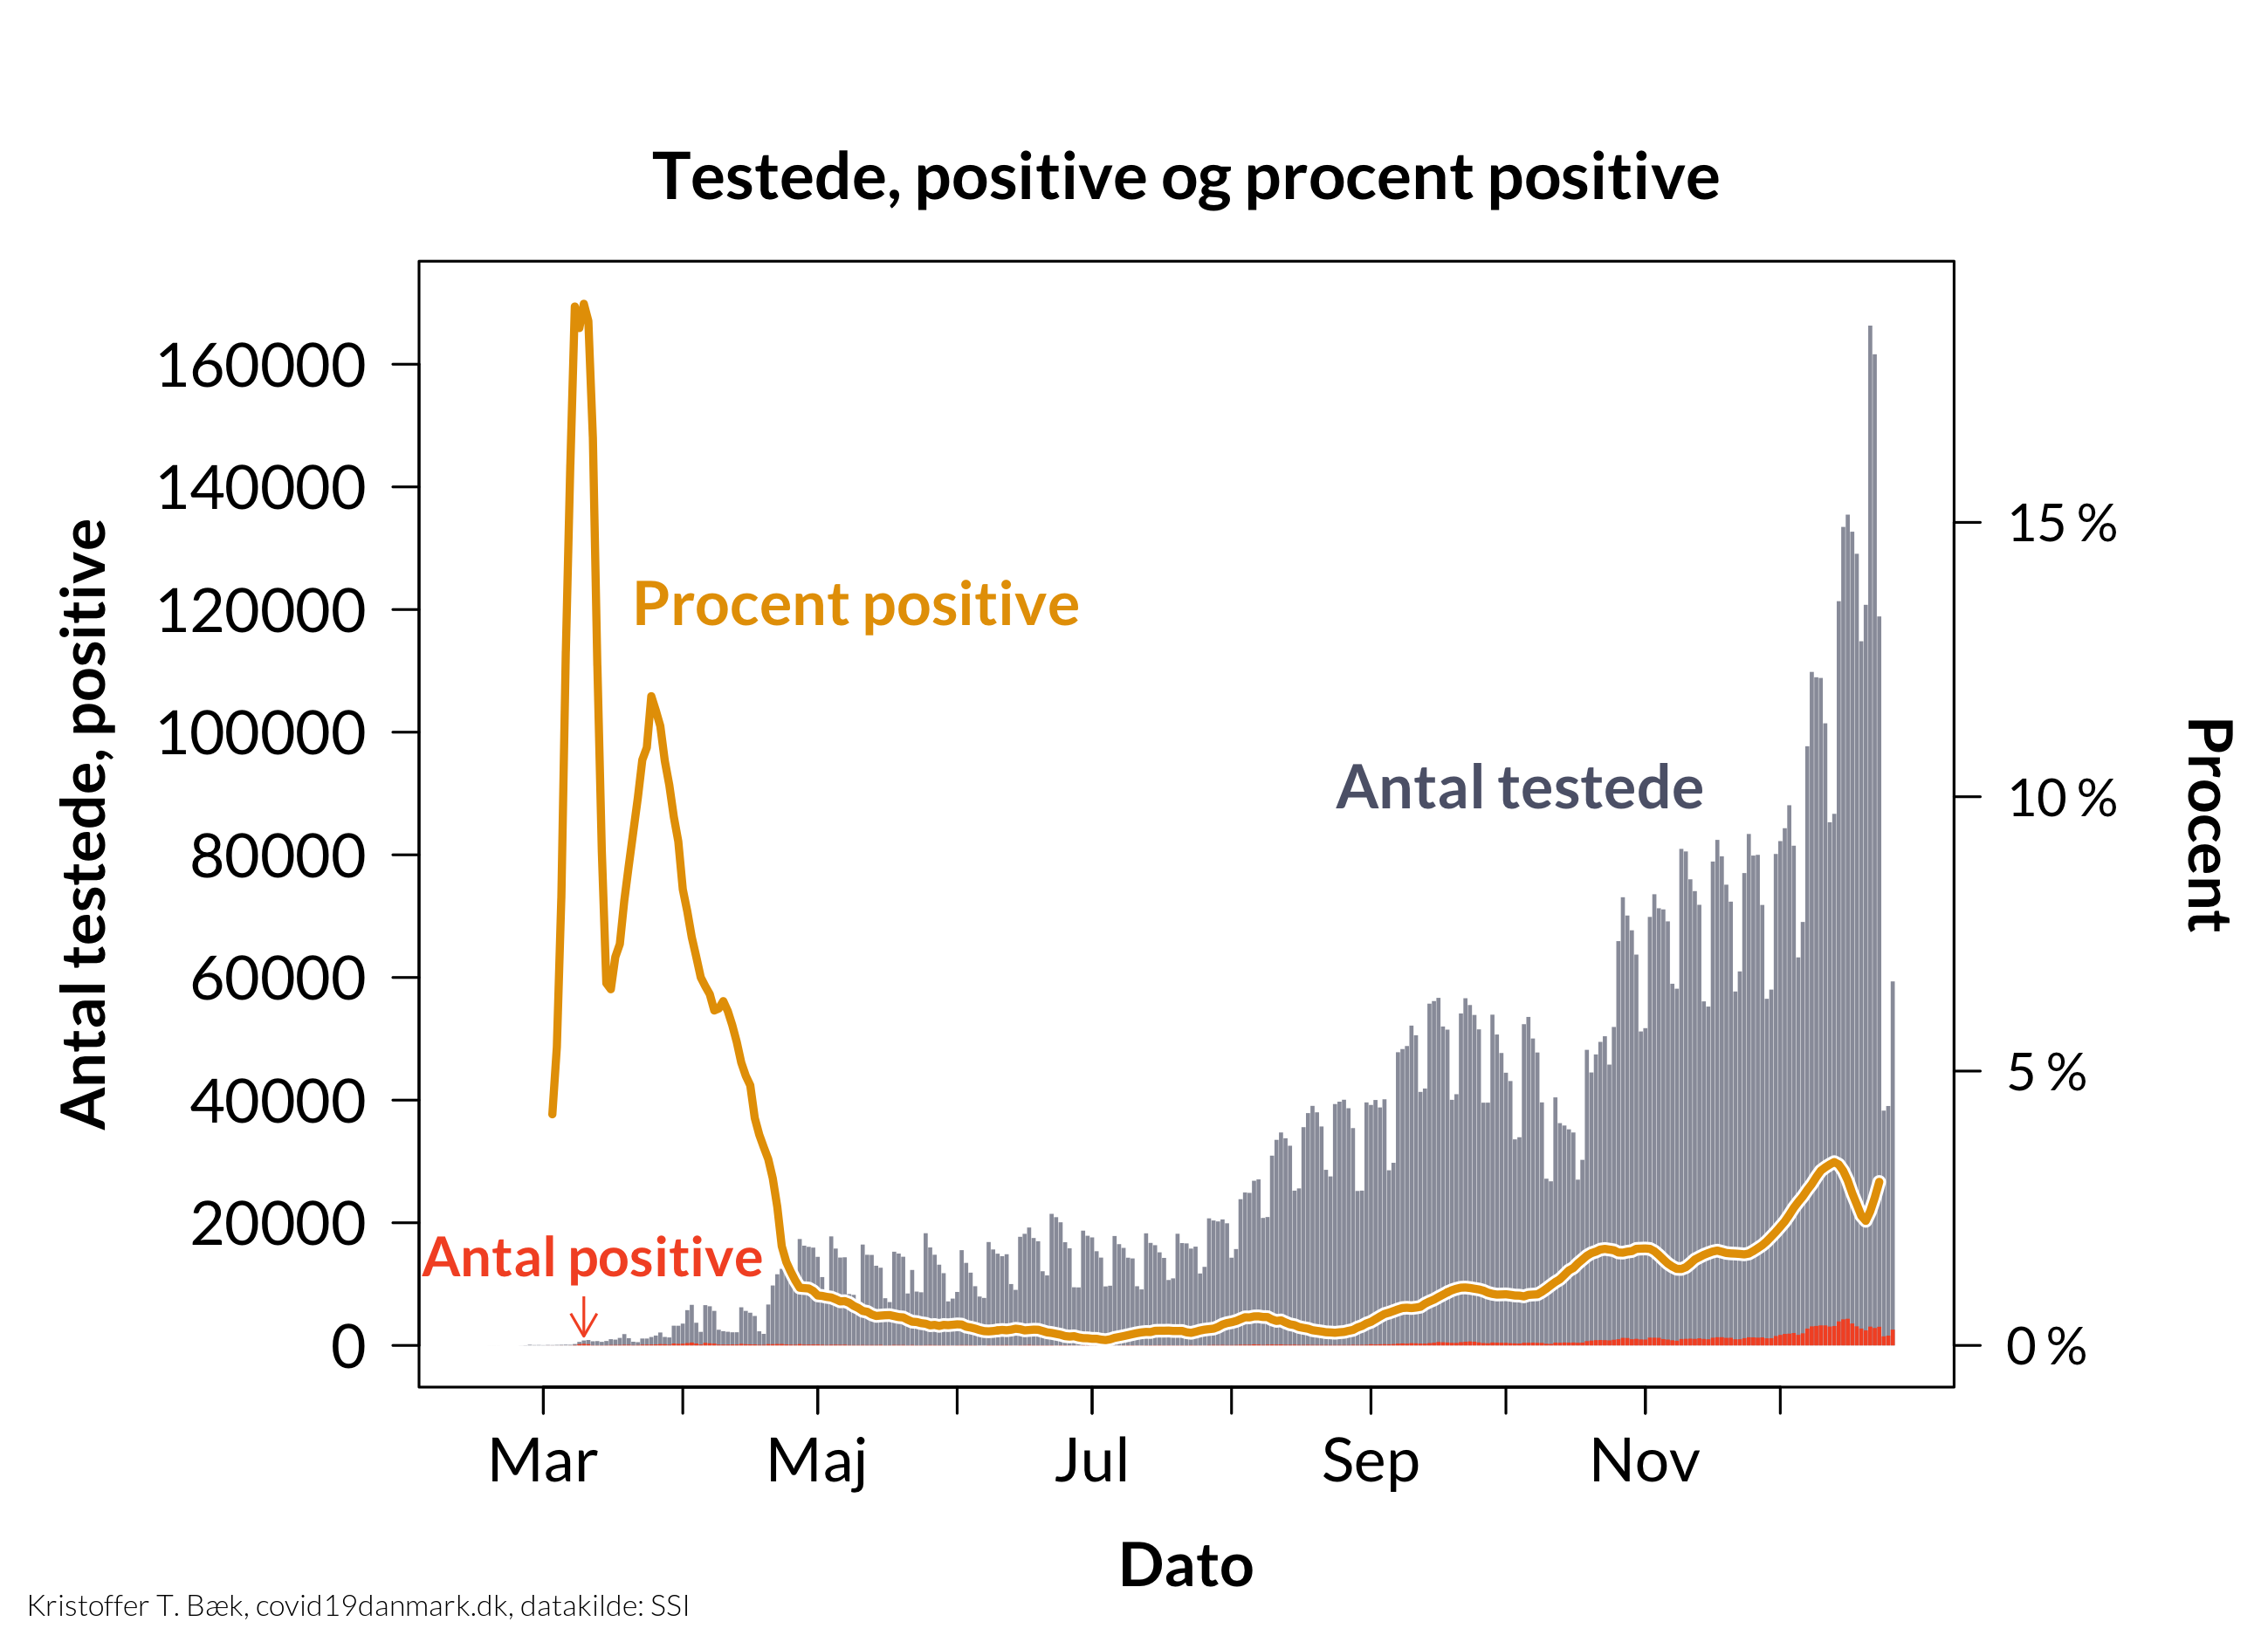 Testede, positive og procent positive
Antal testede, positive
160000
140000
120000
100000
80000
60000
40000
20000
0
Procent positive
Antal testede
Antal positive
15 %
10 %
5 %
0 %
Procent
Mar
Maj
Jul
Sep
Nov
Dato
Kristoffer T. Bæk, covid19danmark.dk, datakilde: SSI